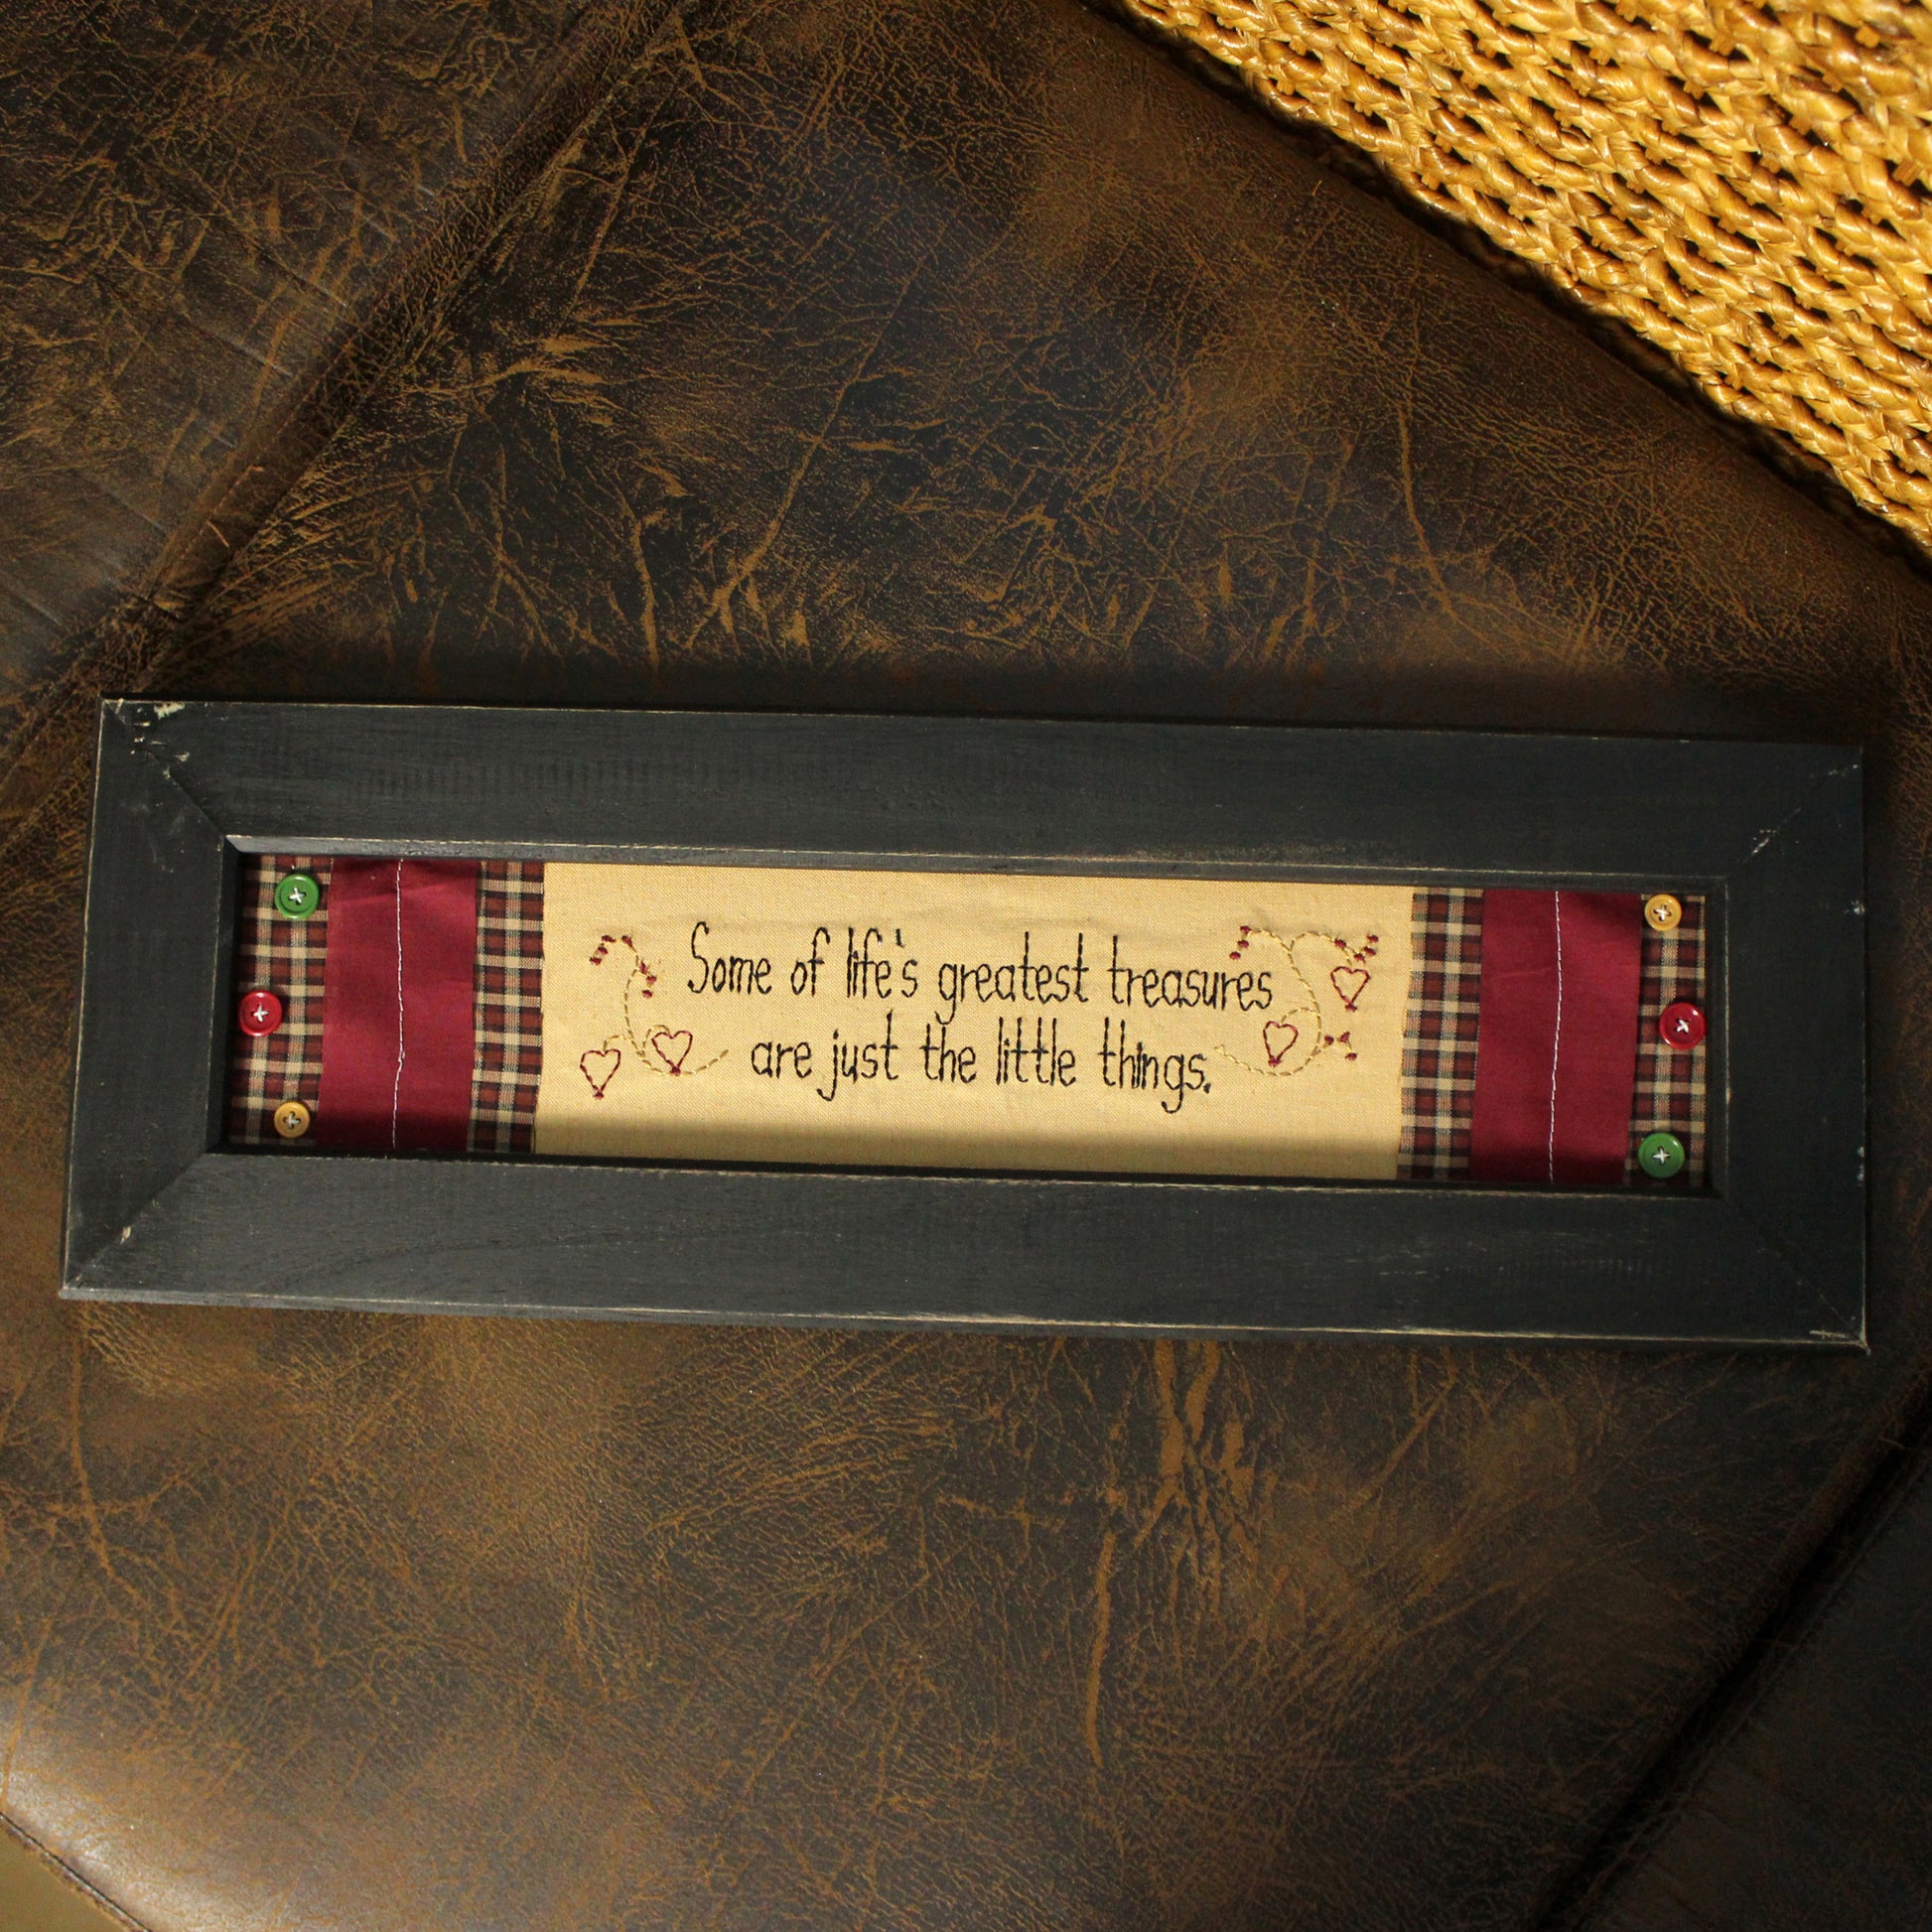 Some of life's greatest treasures
are just the little things.